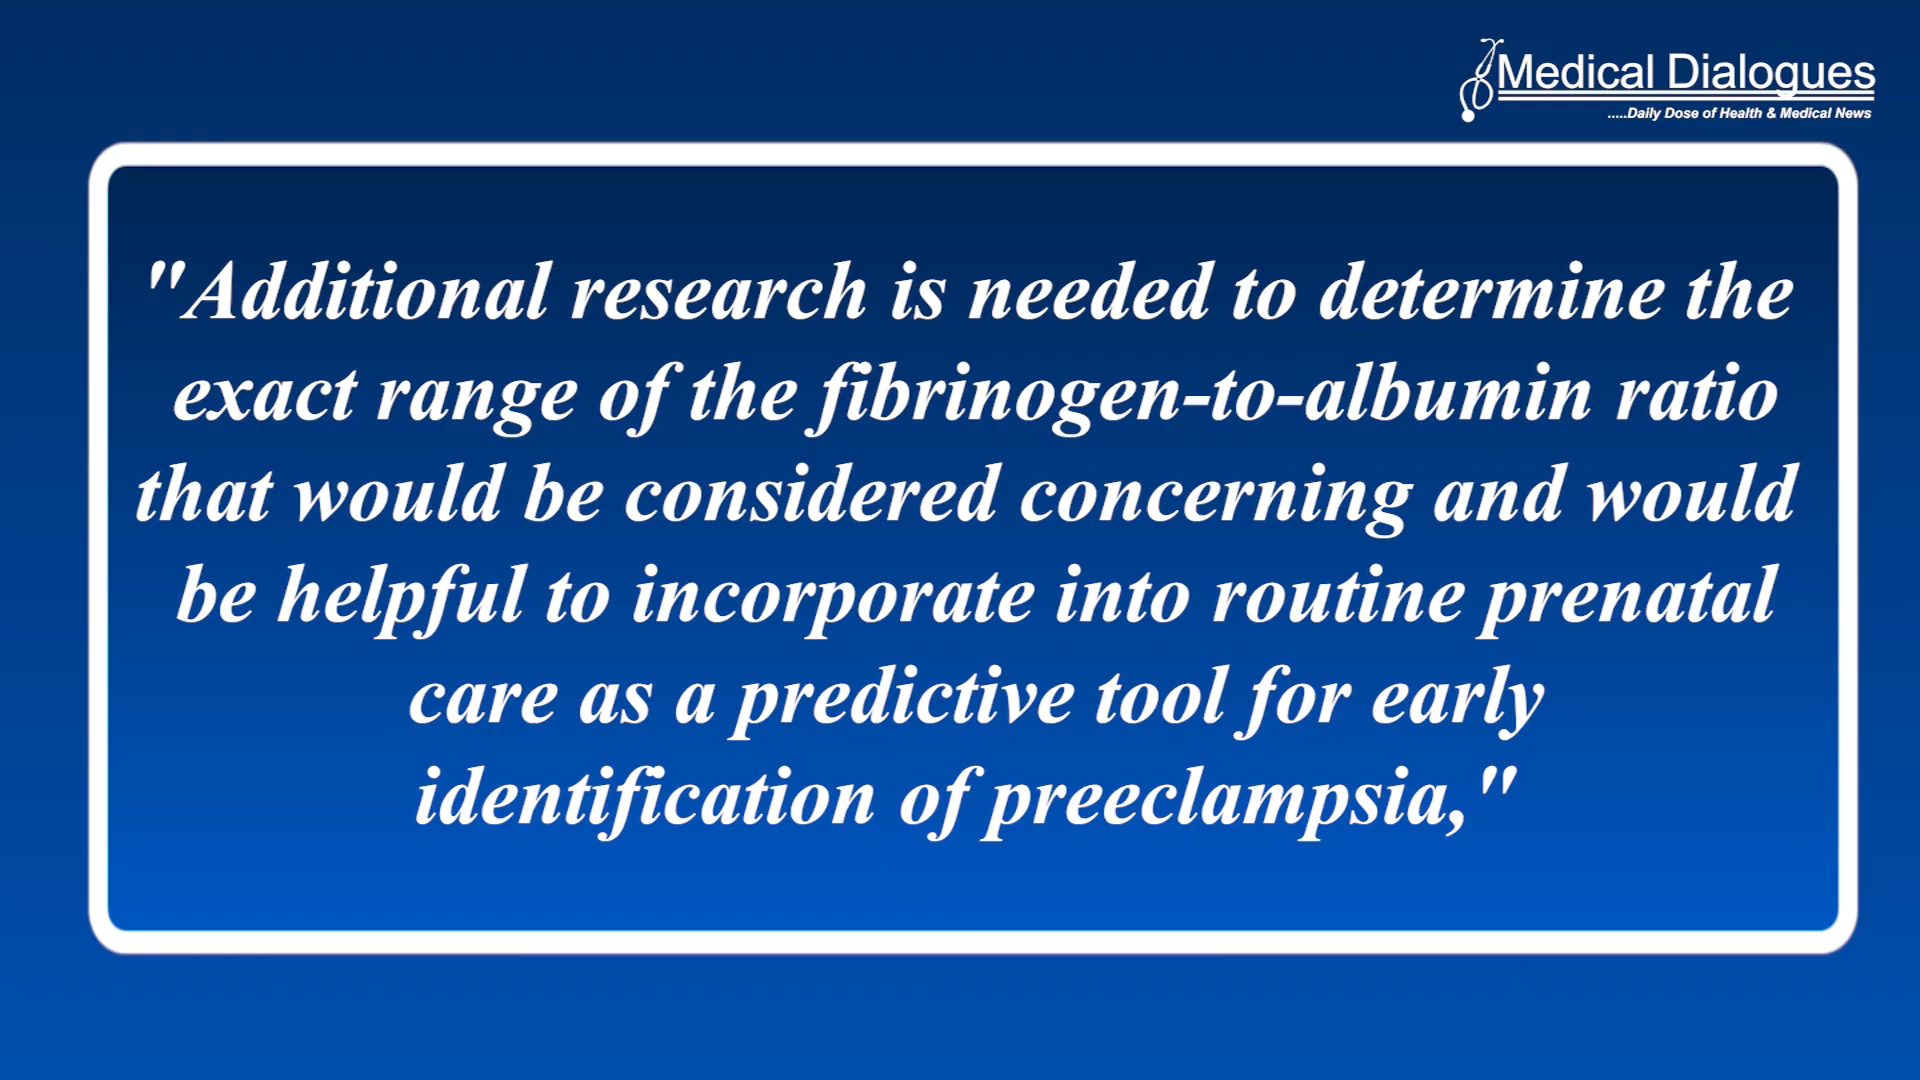 Medical Dialogues
.....Daily Dose of Health & Medical News
"Additional research is needed to determine the
exact range of the fibrinogen-to-albumin ratio
that would be considered concerning and would
be helpful to incorporate into routine prenatal
care as a predictive tool for early
identification of preeclampsia,"